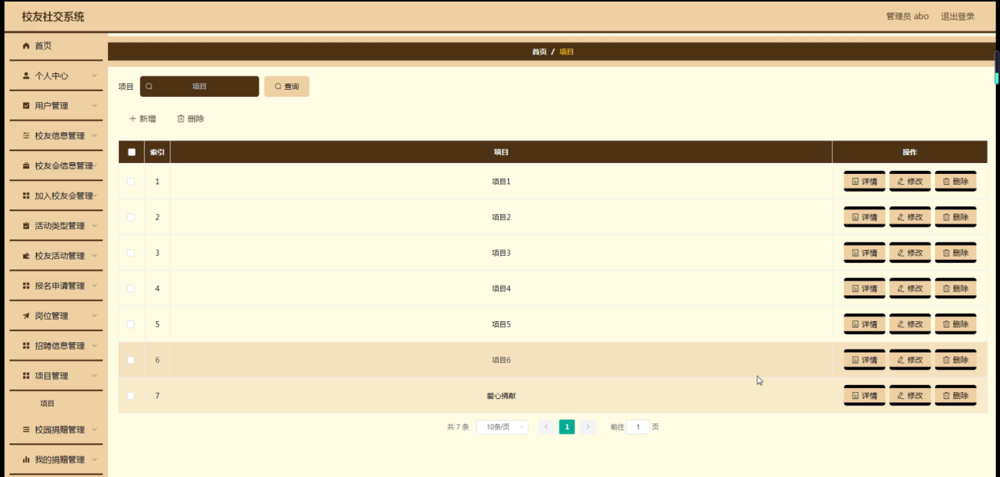 校友社交系统
管理员 abo 退出登录
首页
个人中心
用户管理
校友信息管理
校友会信息管理
加入校友会管理
活动类型管理
校友活动管理
报名申请管理
岗位管理
招聘信息管理
项目管理
项目
校园捐赠管理
我的捐赠管理
首页 / 项目
项目 项目 查询
新增 删除
索引 项目 操作
1 项目1 详情 修改 删除
2 项目2 详情 修改 删除
3 项目3 详情 修改 删除
4 项目4 详情 修改 删除
5 项目5 详情 修改 删除
6 项目6 详情 修改 删除
7 爱心捐献 详情 修改 删除
共 7 条 10条/页 1 前往 1 页